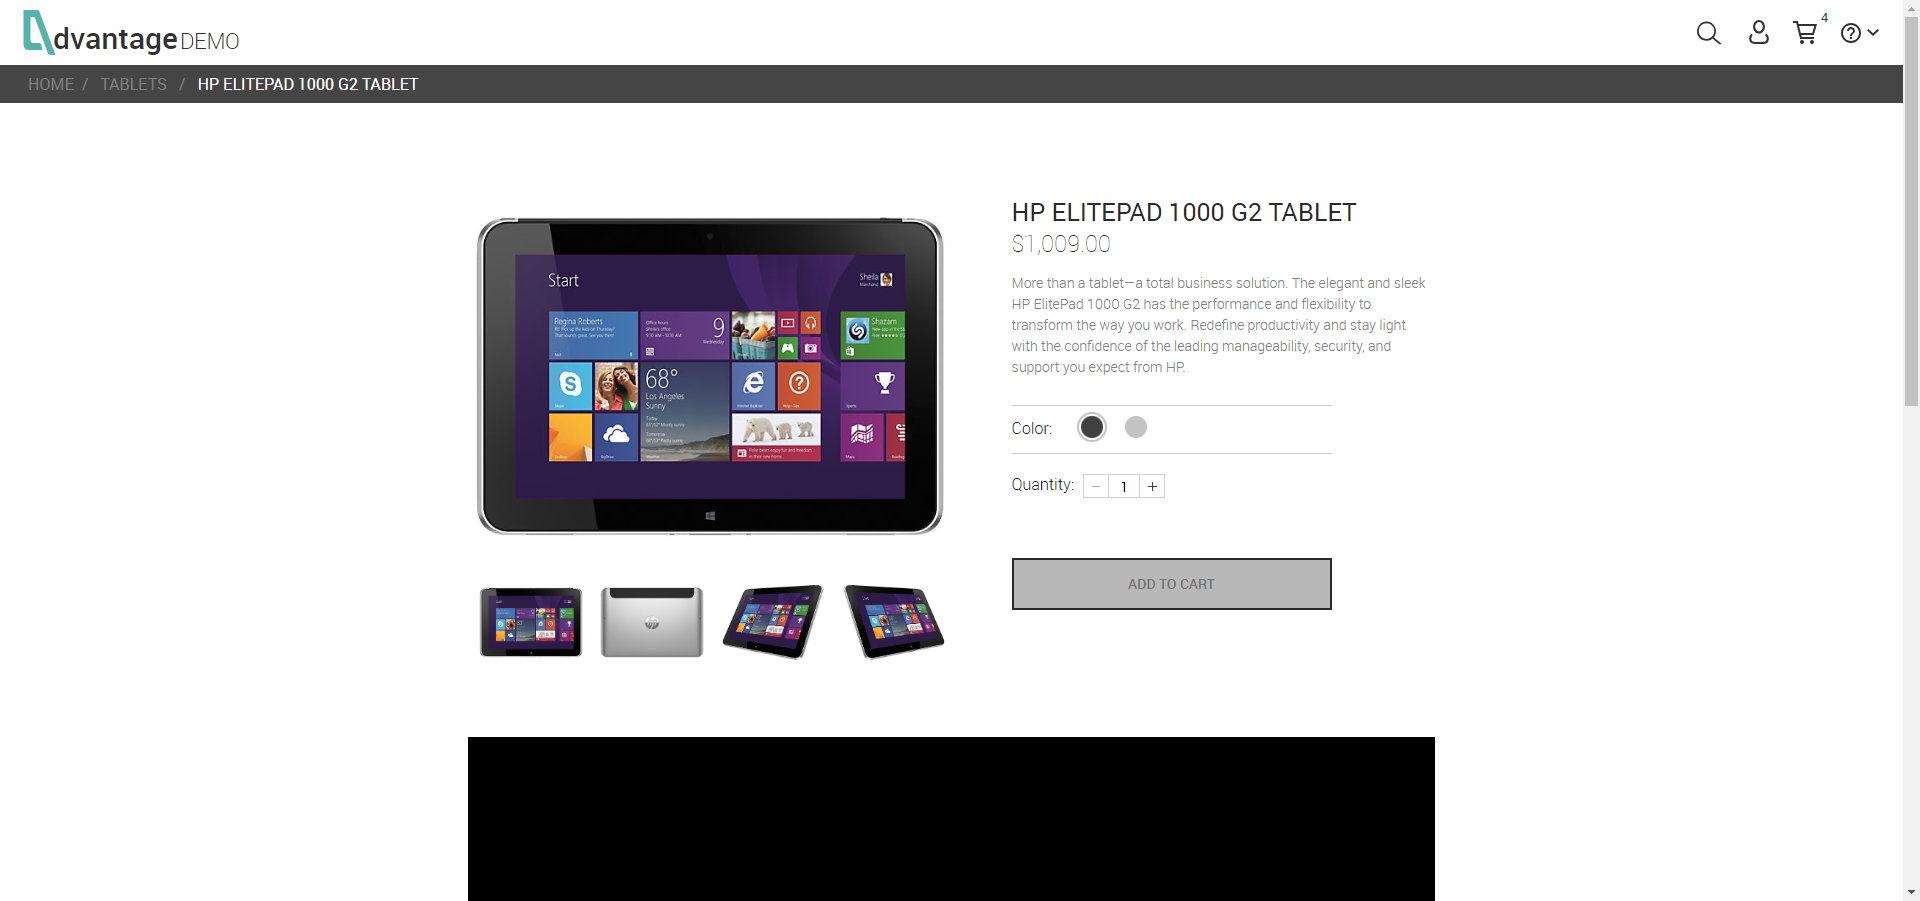 dvantage DEMO
4
HOME / TABLETS / HP ELITEPAD 1000 G2 TABLET
HP ELITEPAD 1000 G2 TABLET
$1,009.00
More than a tablet—a total business solution. The elegant and sleek
HP ElitePad 1000 G2 has the performance and flexibility to
transform the way you work. Redefine productivity and stay light
with the confidence of the leading manageability, security, and
support you expect from HP.
Color:
Quantity: − 1 +
ADD TO CART
Start
Sheila
Regina Roberts
9
Wednesday
Shazam
68°
Los Angeles
Sunny
Today
Tomorrow